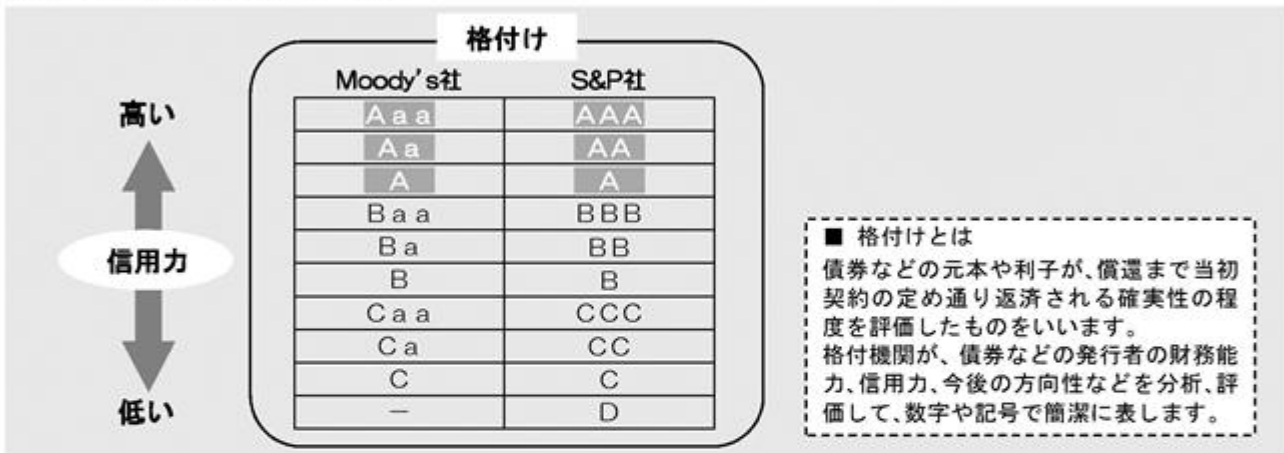 格付け
Moody's社 S&P社
高い
Aaa AAA
Aa AA
A A
Baa BBB
Ba BB
信用力
B B
Caa CCC
Ca CC
C C
低い
－ D
■ 格付けとは
債券などの元本や利子が、償還まで当初
契約の定め通り返済される確実性の程
度を評価したものをいいます。
格付機関が、債券などの発行者の財務能
力、信用力、今後の方向性などを分析、評
価して、数字や記号で簡潔に表します。